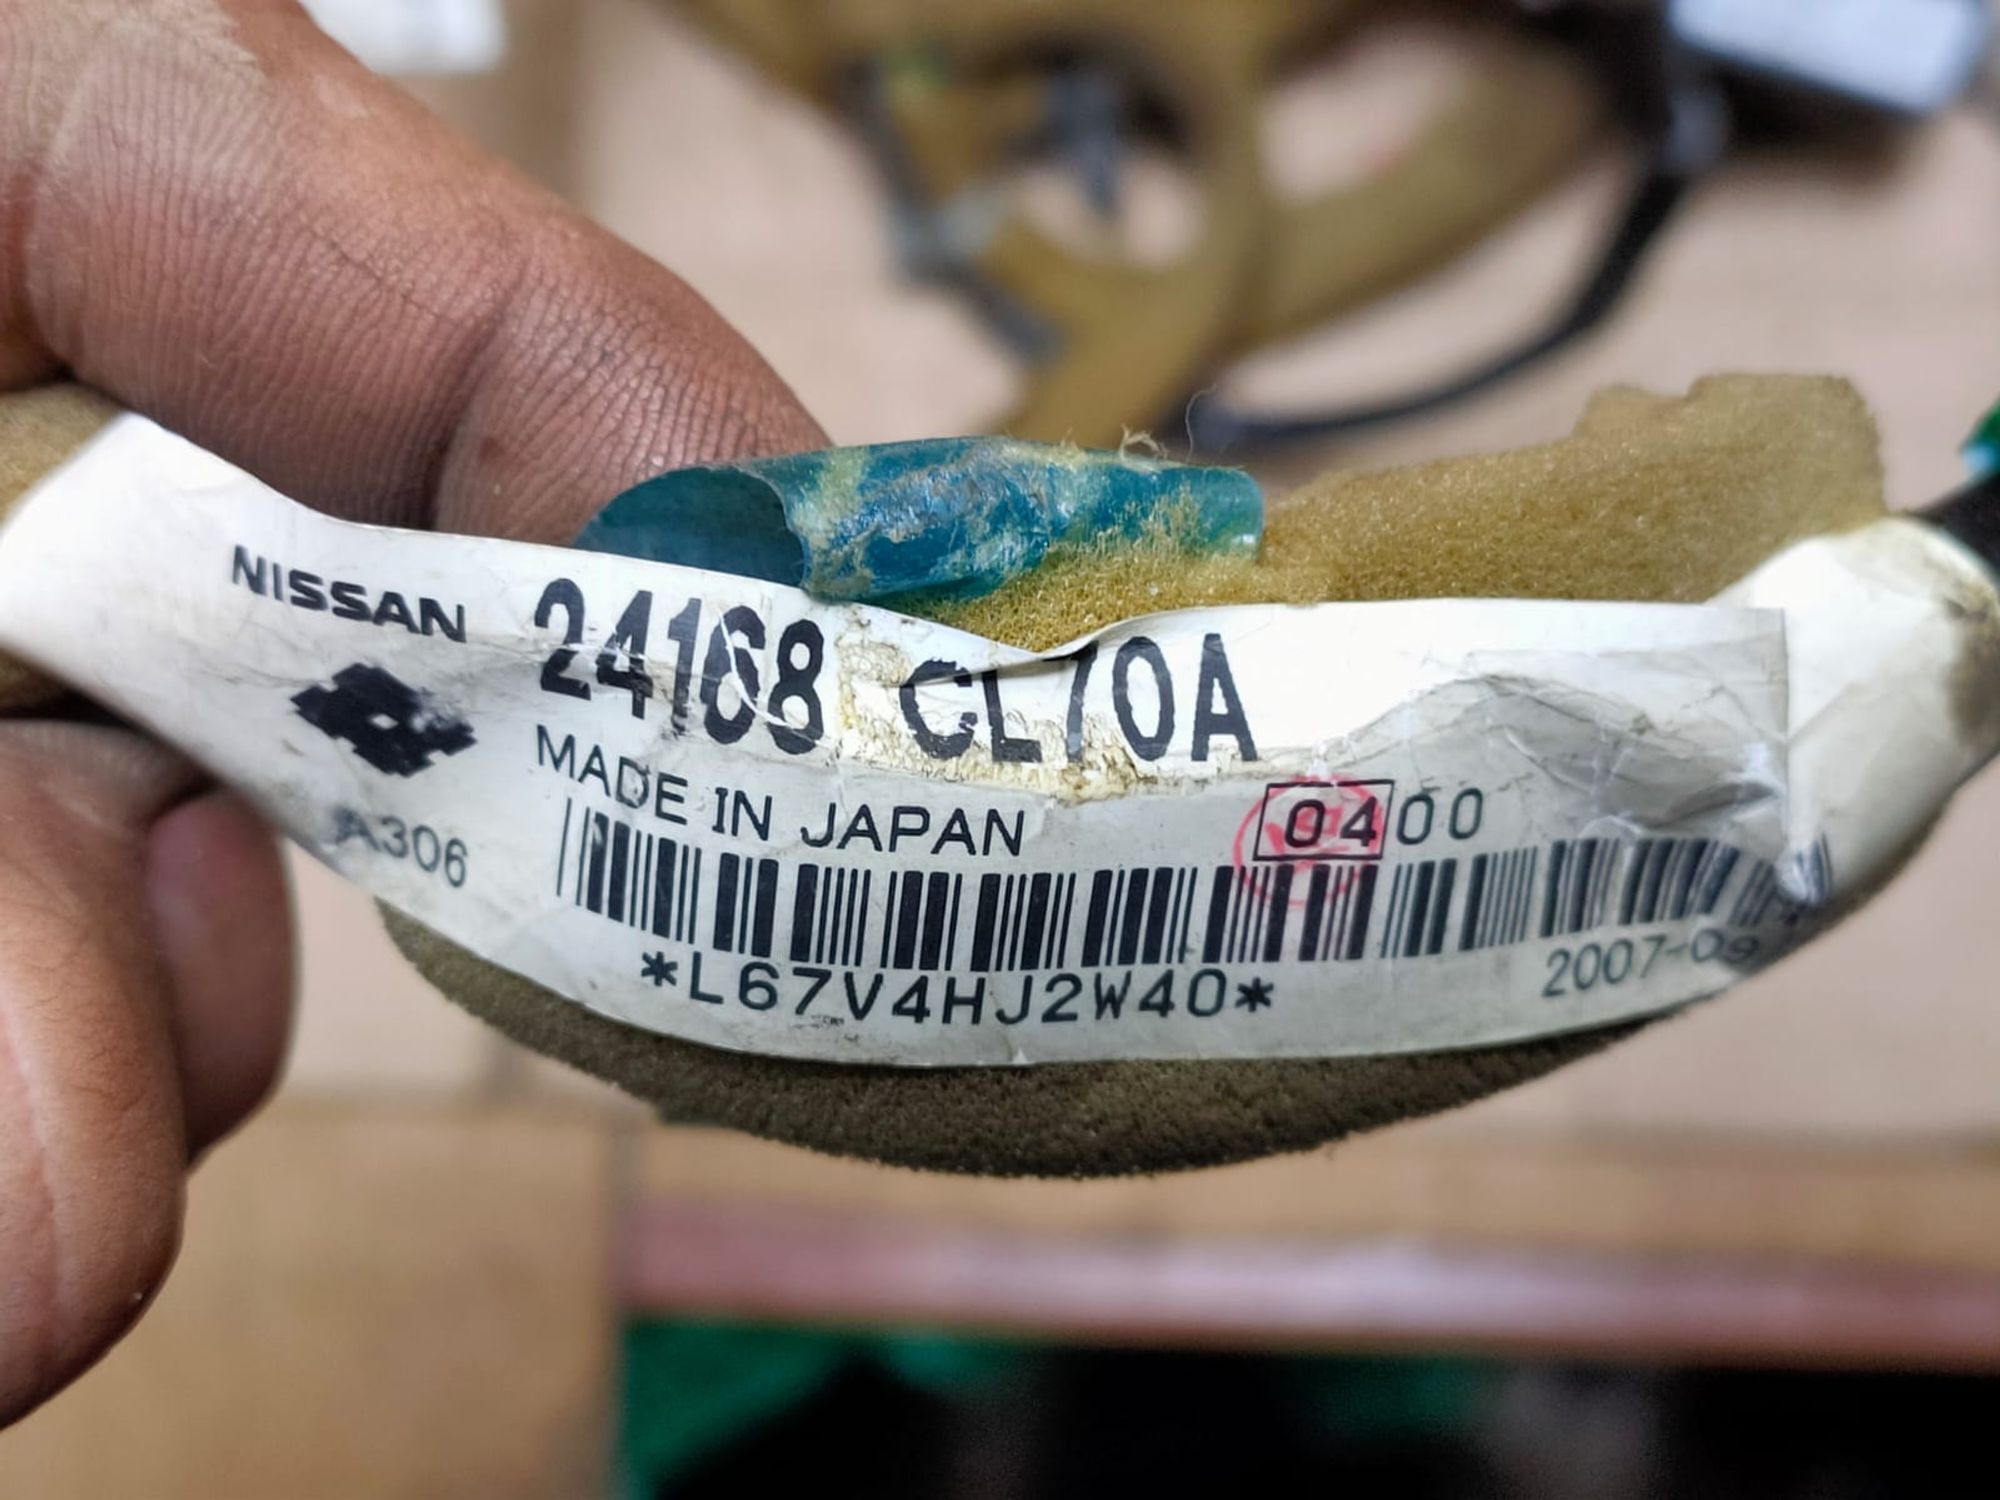 NISSAN
24168 CL70A
MADE IN JAPAN
0400
A306
*L67V4HJ2W40*
2007-09